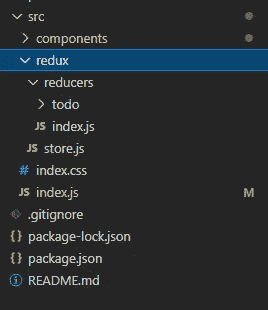 src
components
redux
reducers
todo
JS index.js
JS store.js
# index.css
JS index.js M
.gitignore
{} package-lock.json
{} package.json
README.md